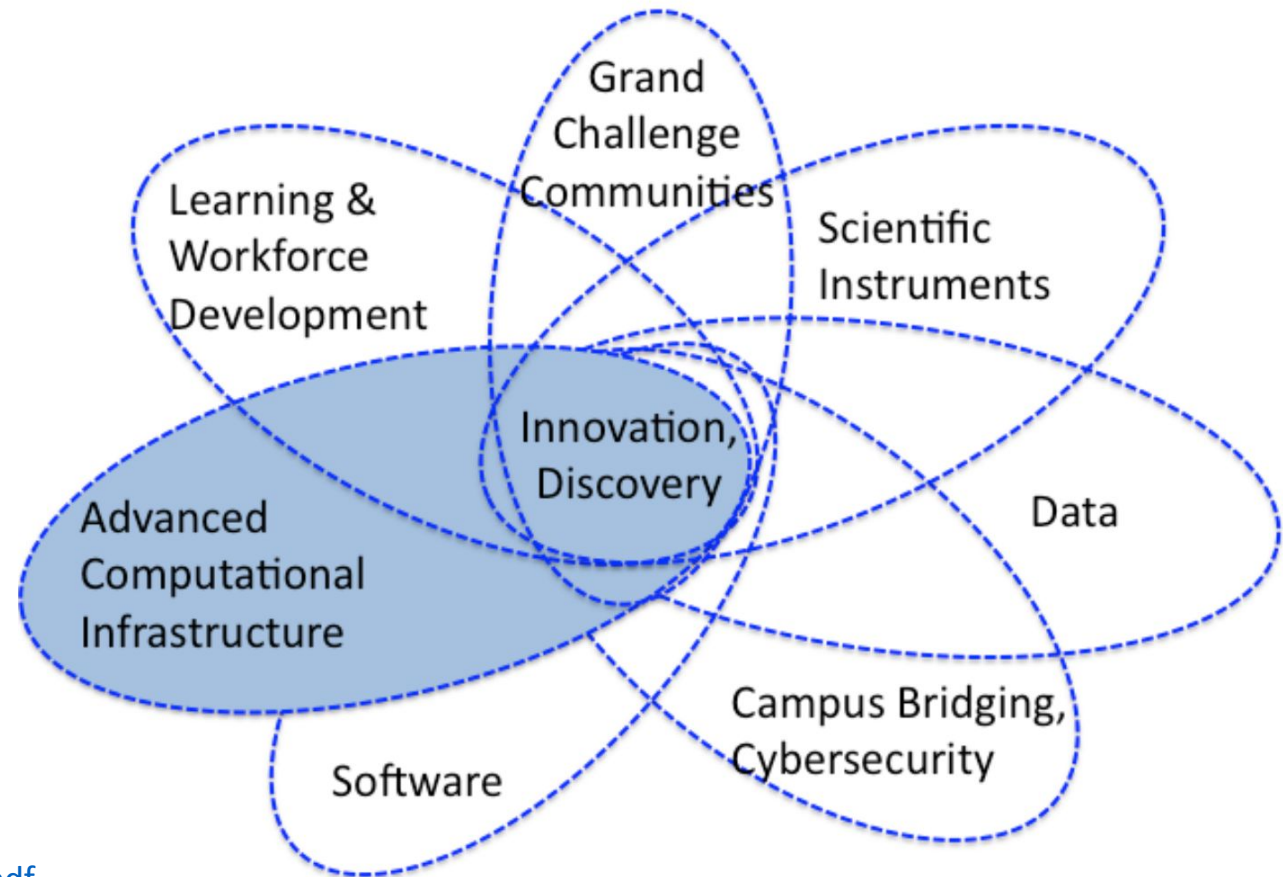 Grand
Challenge
Communities
Learning &
Workforce
Development
Scientific
Instruments
Innovation,
Discovery
Data
Advanced
Computational
Infrastructure
Campus Bridging,
Cybersecurity
Software